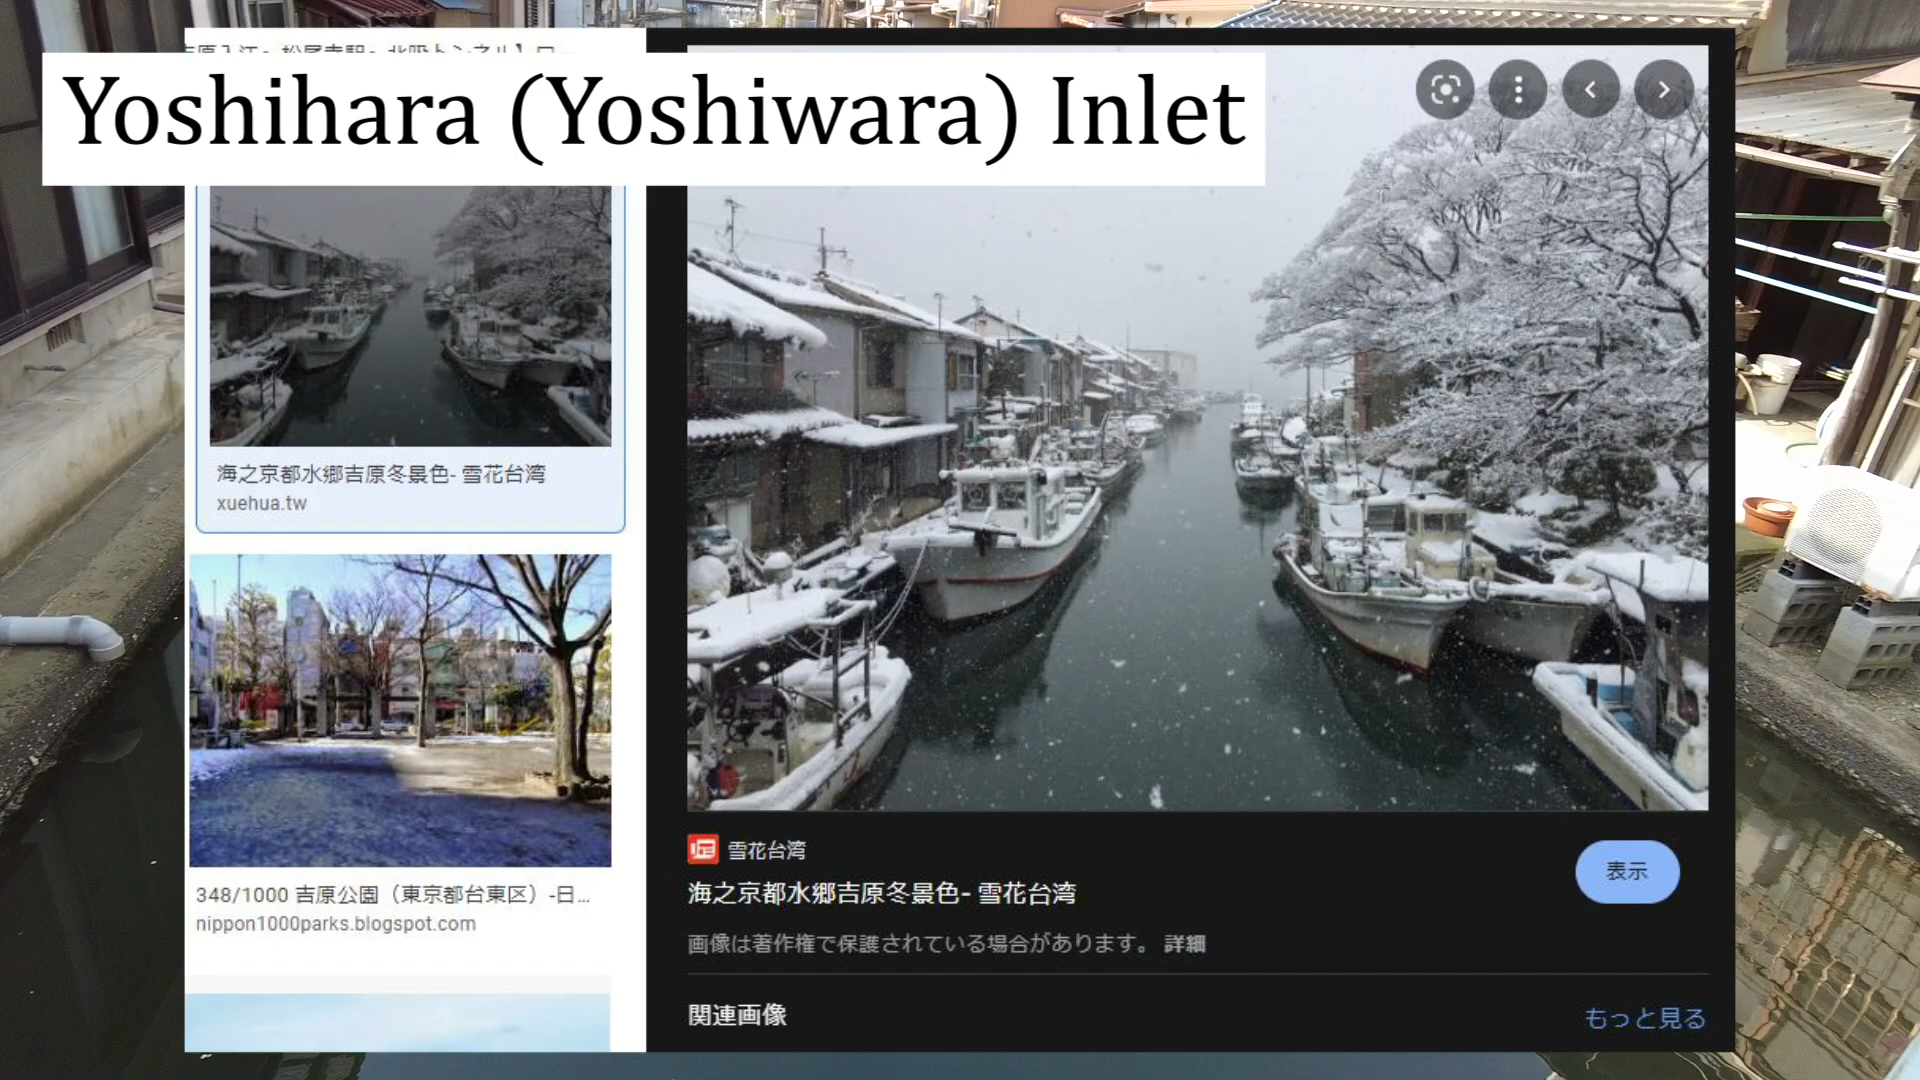 Yoshihara (Yoshiwara) Inlet
海之京都水郷吉原冬景色- 雪花台湾
xuehua.tw
348/1000 吉原公園（東京都台東区）-日...
nippon1000parks.blogspot.com
雪花台湾
海之京都水郷吉原冬景色- 雪花台湾
表示
画像は著作権で保護されている場合があります。 詳細
関連画像
もっと見る